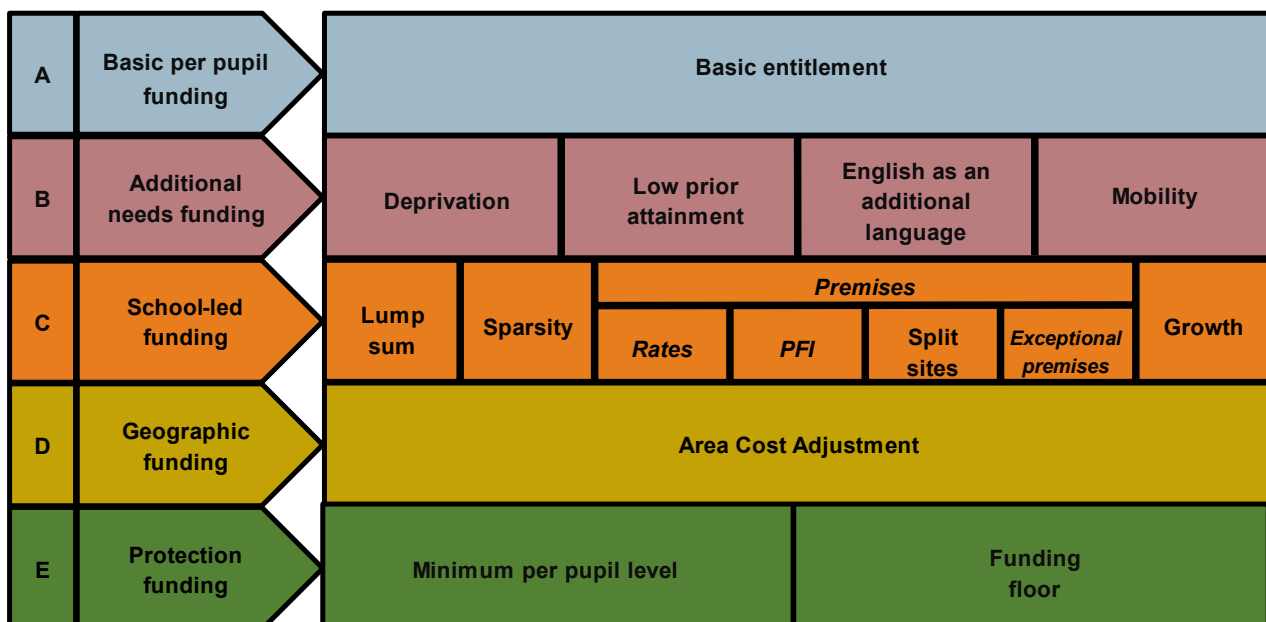 A
Basic per pupil
funding
Basic entitlement
B
Additional
needs funding
Deprivation
Low prior
attainment
English as an
additional
language
Mobility
C
School-led
funding
Lump
sum
Sparsity
Premises
Rates
PFI
Split
sites
Exceptional
premises
Growth
D
Geographic
funding
Area Cost Adjustment
E
Protection
funding
Minimum per pupil level
Funding
floor